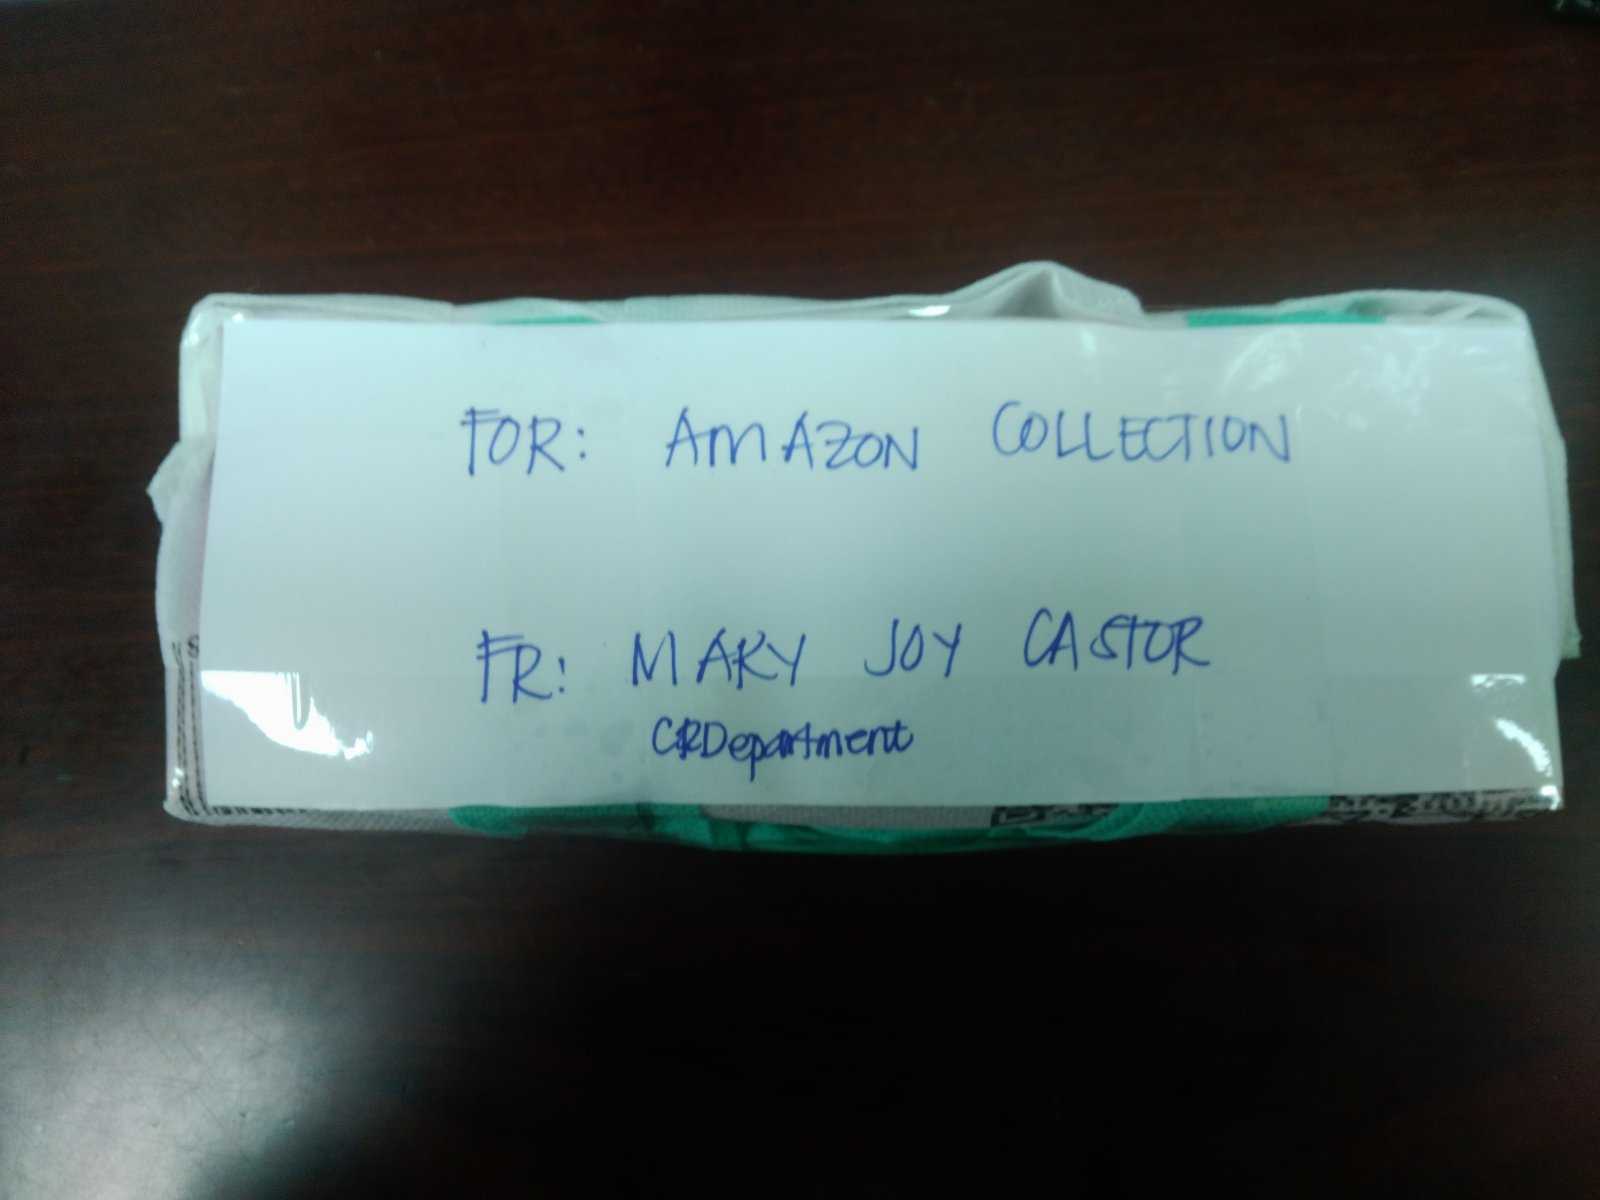 FOR: AMAZON COLLECTION
FR: MARY JOY CASTOR
CRDepartment